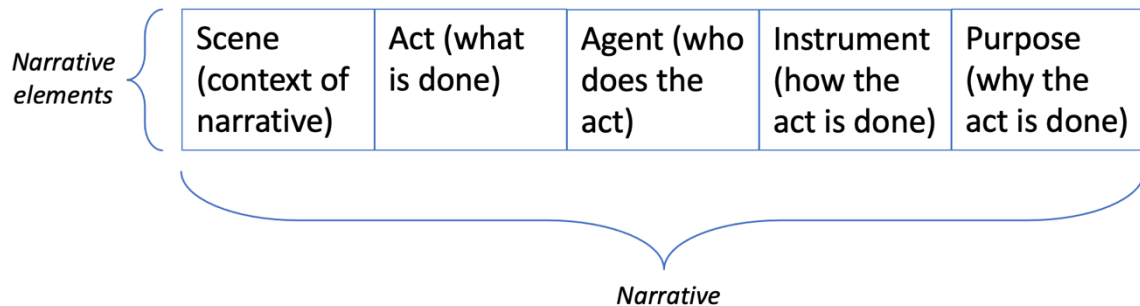 Narrative
elements
Scene
(context of
narrative)
Act (what
is done)
Agent (who
does the
act)
Instrument
(how the
act is done)
Purpose
(why the
act is done)
Narrative